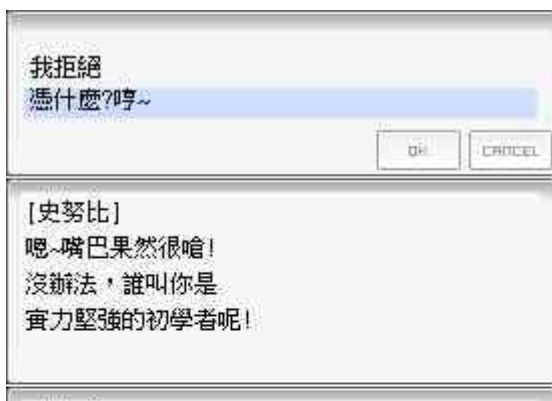 我拒絕
憑什麼?哼~
OK CANCEL
[史努比]
嗯~嘴巴果然很嗆!
沒辦法，誰叫你是
實力堅強的初學者呢!